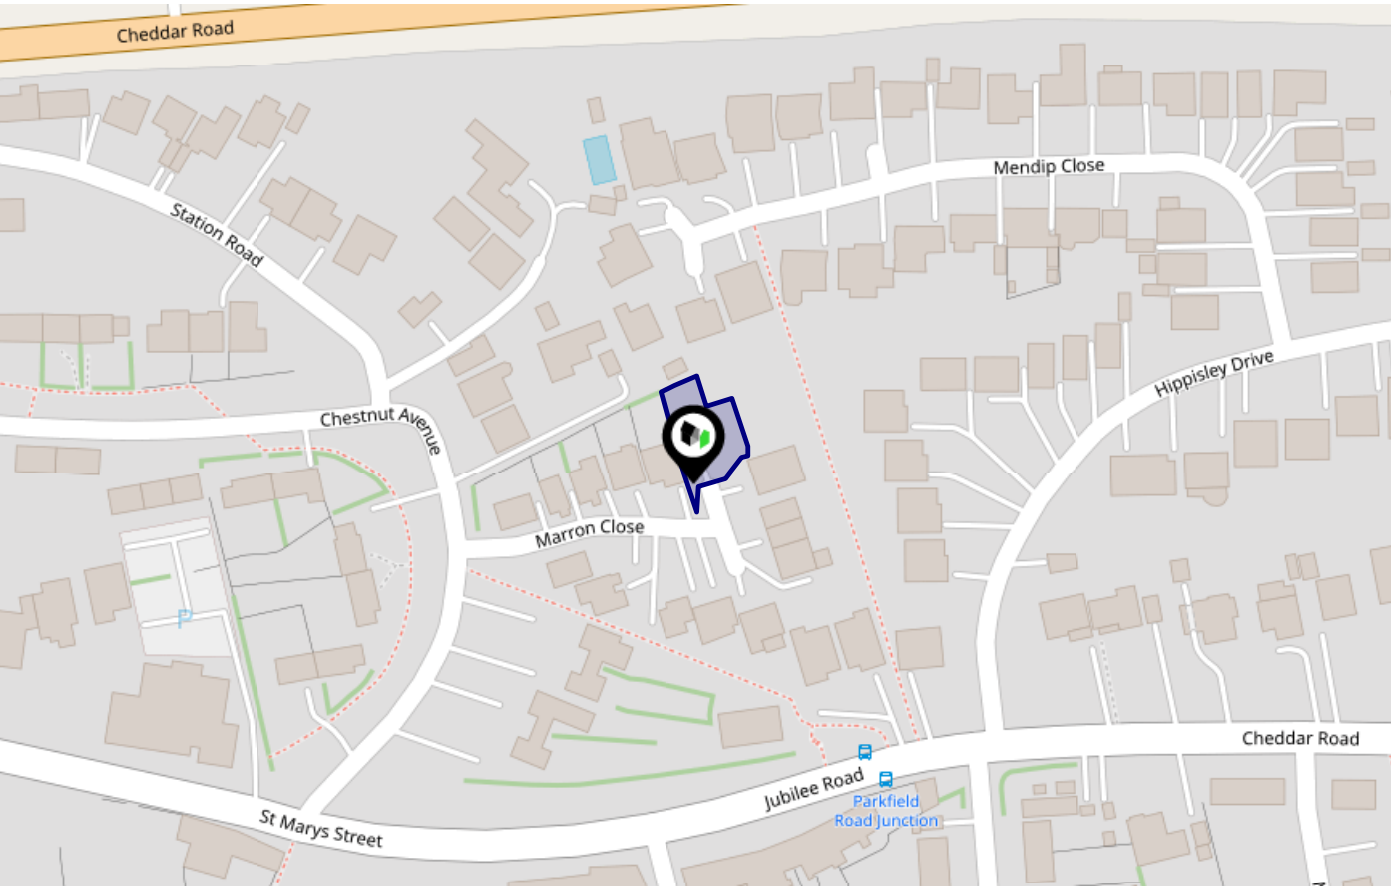 Cheddar Road
Mendip Close
Station Road
Hippisley Drive
Chestnut Avenue
Marron Close
P
Cheddar Road
Jubilee Road
Parkfield
Road Junction
St Marys Street